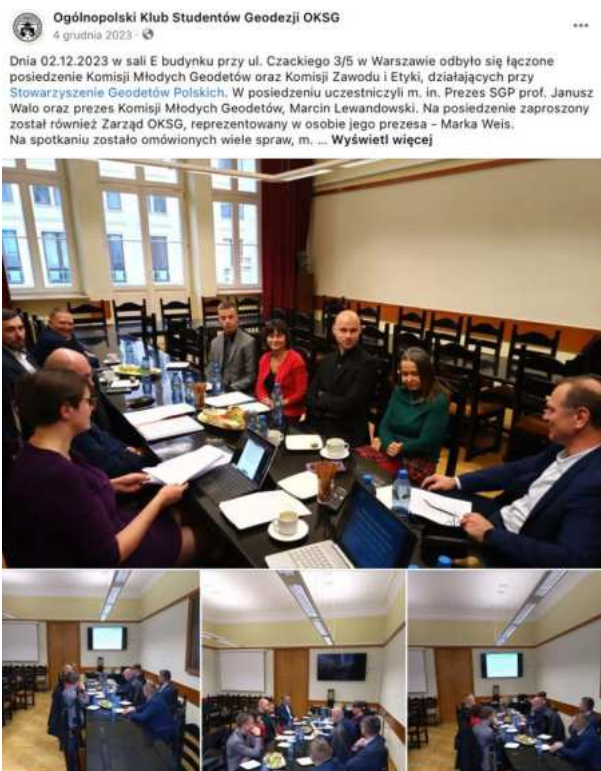 Ogólnopolski Klub Studentów Geodezji OKSG
4 grudnia 2023 ·
Dnia 02.12.2023 w sali E budynku przy ul. Czackiego 3/5 w Warszawie odbyło się łączone
posiedzenie Komisji Młodych Geodetów oraz Komisji Zawodu i Etyki, działających przy
Stowarzyszenie Geodetów Polskich. W posiedzeniu uczestniczyli m. in. Prezes SGP prof. Janusz
Walo oraz prezes Komisji Młodych Geodetów, Marcin Lewandowski. Na posiedzenie zaproszony
został również Zarząd OKSG, reprezentowany w osobie jego prezesa – Marka Weis.
Na spotkaniu zostało omówionych wiele spraw, m. ... Wyświetl więcej